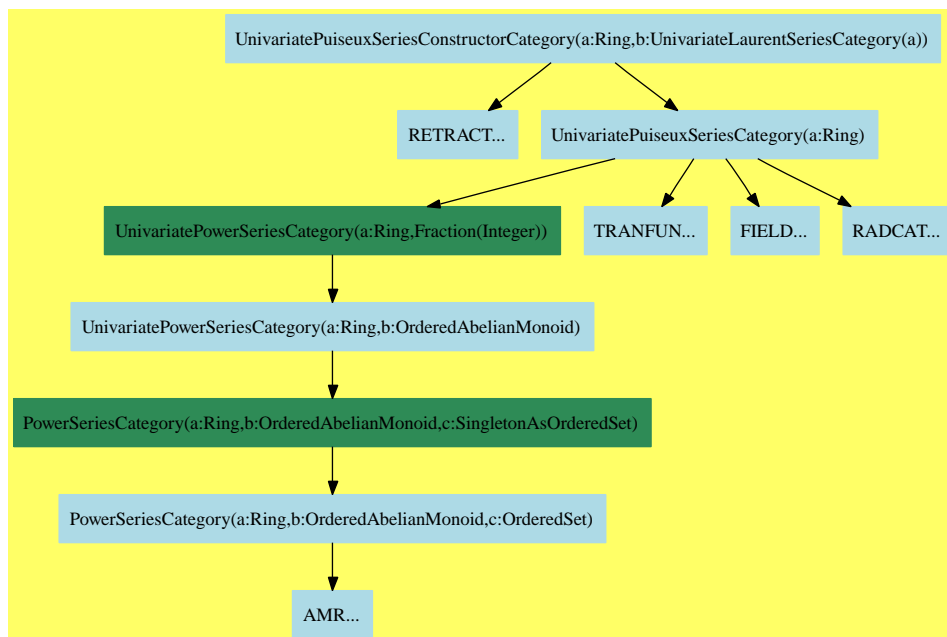 UnivariatePuiseuxSeriesConstructorCategory(a:Ring,b:UnivariateLaurentSeriesCategory(a))
RETRACT...
UnivariatePuiseuxSeriesCategory(a:Ring)
UnivariatePowerSeriesCategory(a:Ring,Fraction(Integer))
TRANFUN...
FIELD...
RADCAT...
UnivariatePowerSeriesCategory(a:Ring,b:OrderedAbelianMonoid)
PowerSeriesCategory(a:Ring,b:OrderedAbelianMonoid,c:SingletonAsOrderedSet)
PowerSeriesCategory(a:Ring,b:OrderedAbelianMonoid,c:OrderedSet)
AMR...